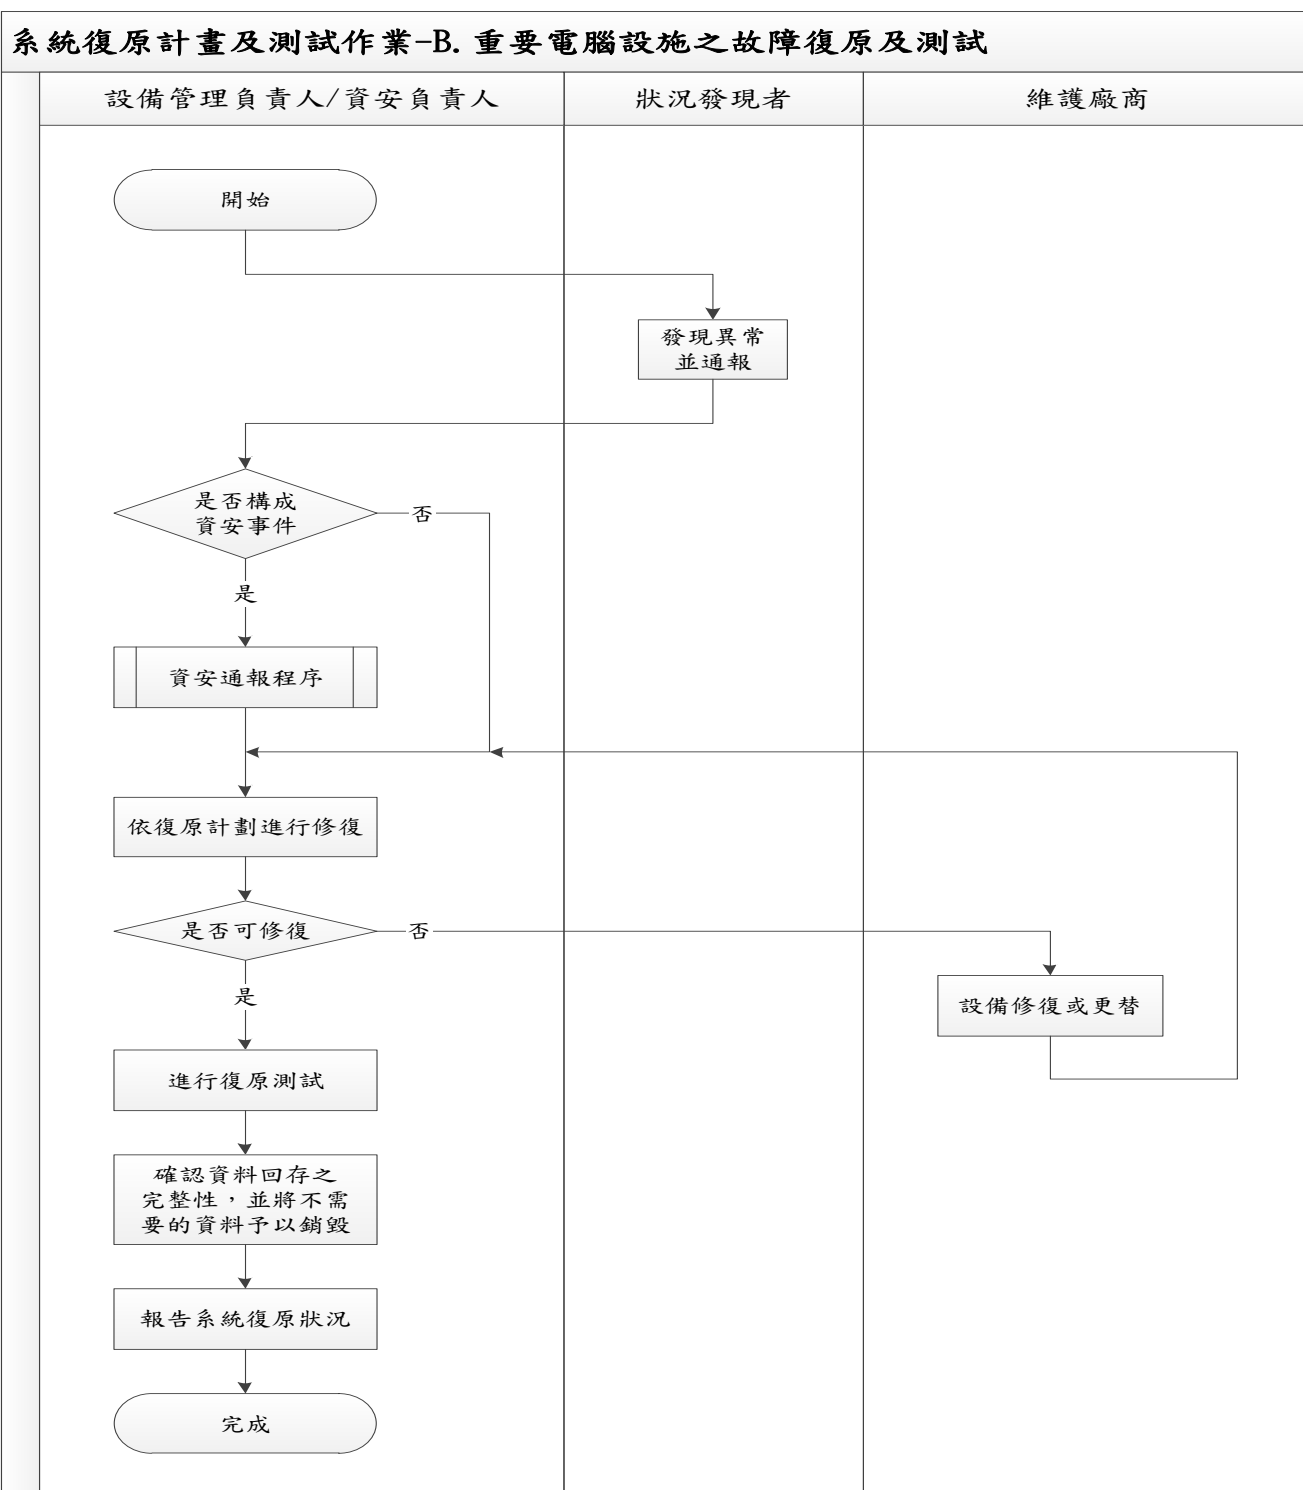 系統復原計畫及測試作業-B.重要電腦設施之故障復原及測試
設備管理負責人/資安負責人
狀況發現者
維護廠商
開始
發現異常
並通報
是否構成
資安事件
否
是
資安通報程序
依復原計劃進行修復
是否可修復
否
是
設備修復或更替
進行復原測試
確認資料回存之
完整性，並將不需
要的資料予以銷毀
報告系統復原狀況
完成